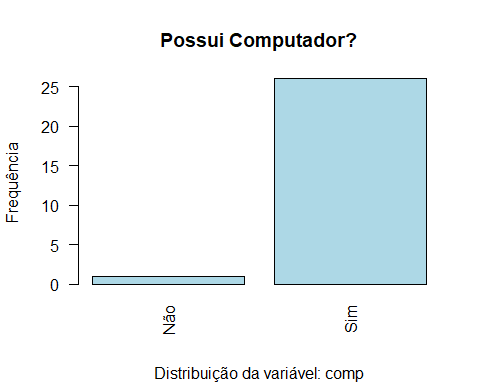 Possui Computador?
Frequência
25
20
15
10
5
0
Não
Sim
Distribuição da variável: comp